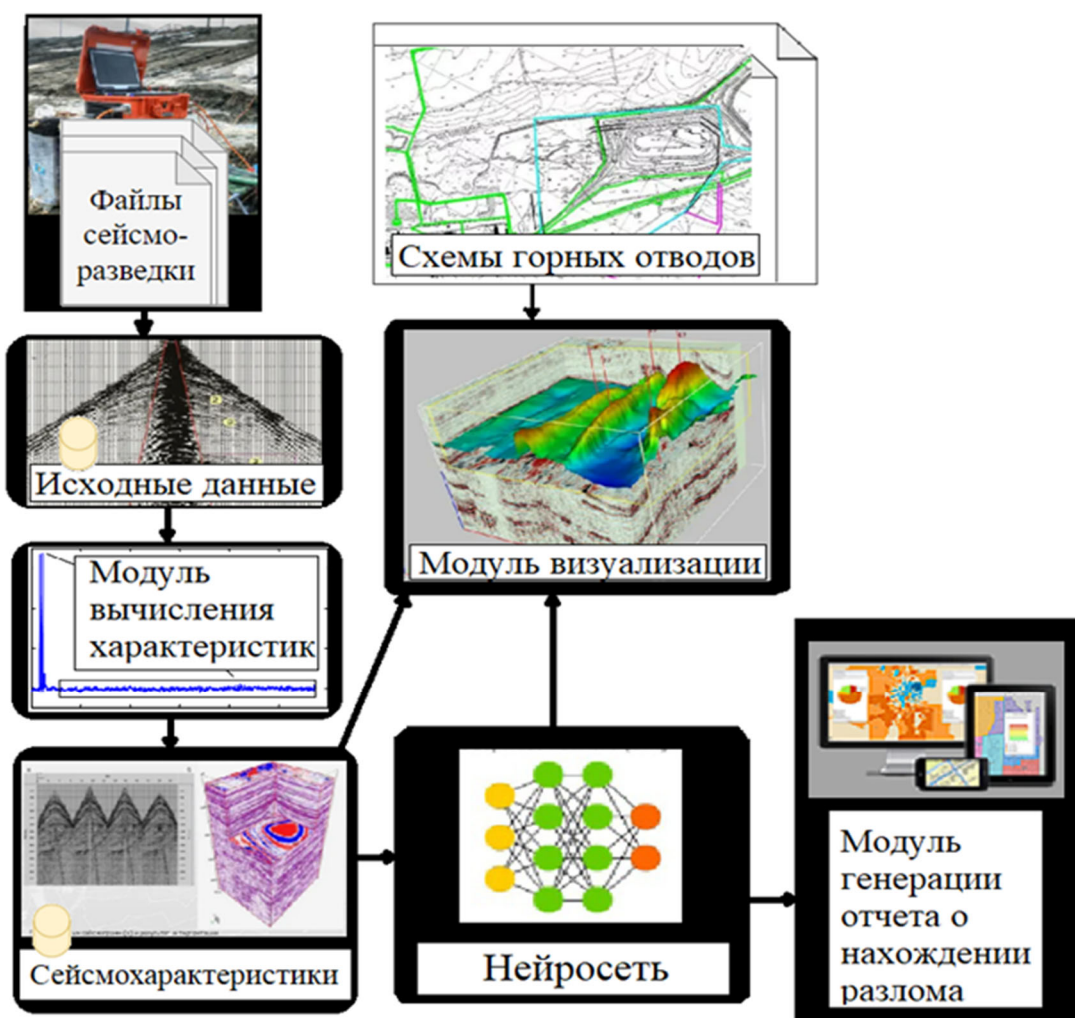 Файлы
сейсмо-
разведки
Схемы горных отводов
Исходные данные
Модуль визуализации
Модуль
вычисления
характеристик
Сейсмохарактеристики
Нейросеть
Модуль
генерации
отчета о
нахождении
разлома